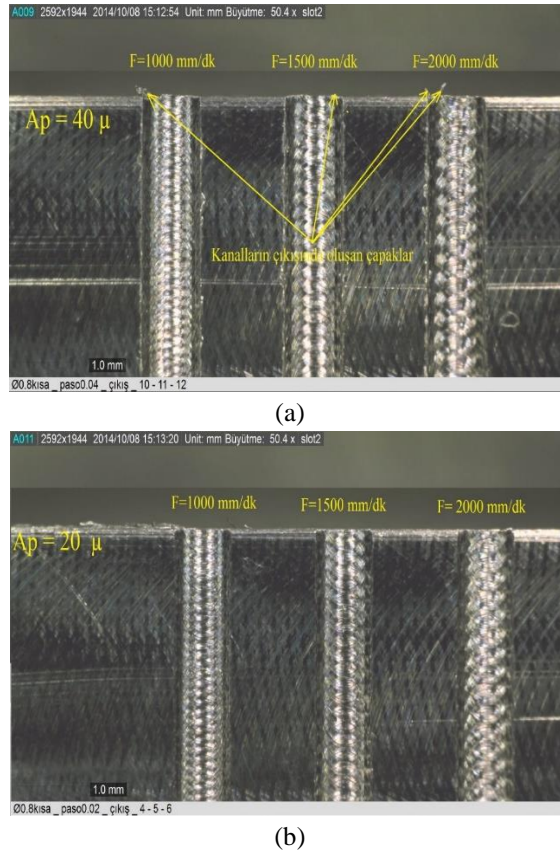 A009 2592x1944 2014/10/08 15:12:54 Unit: mm Büyütme: 50.4 x slot2
F=1000 mm/dk F=1500 mm/dk F=2000 mm/dk
Ap = 40 µ
Kanalların çıkışında oluşan çapaklar
1.0 mm
Ø0.8kısa _ paso0.04 _ çıkış _ 10 - 11 - 12
(a)
A011 2592x1944 2014/10/08 15:13:20 Unit: mm Büyütme: 50.4 x slot2
F=1000 mm/dk F=1500 mm/dk F= 2000 mm/dk
Ap = 20 µ
1.0 mm
Ø0.8kısa _ paso0.02 _ çıkış _ 4 - 5 - 6
(b)